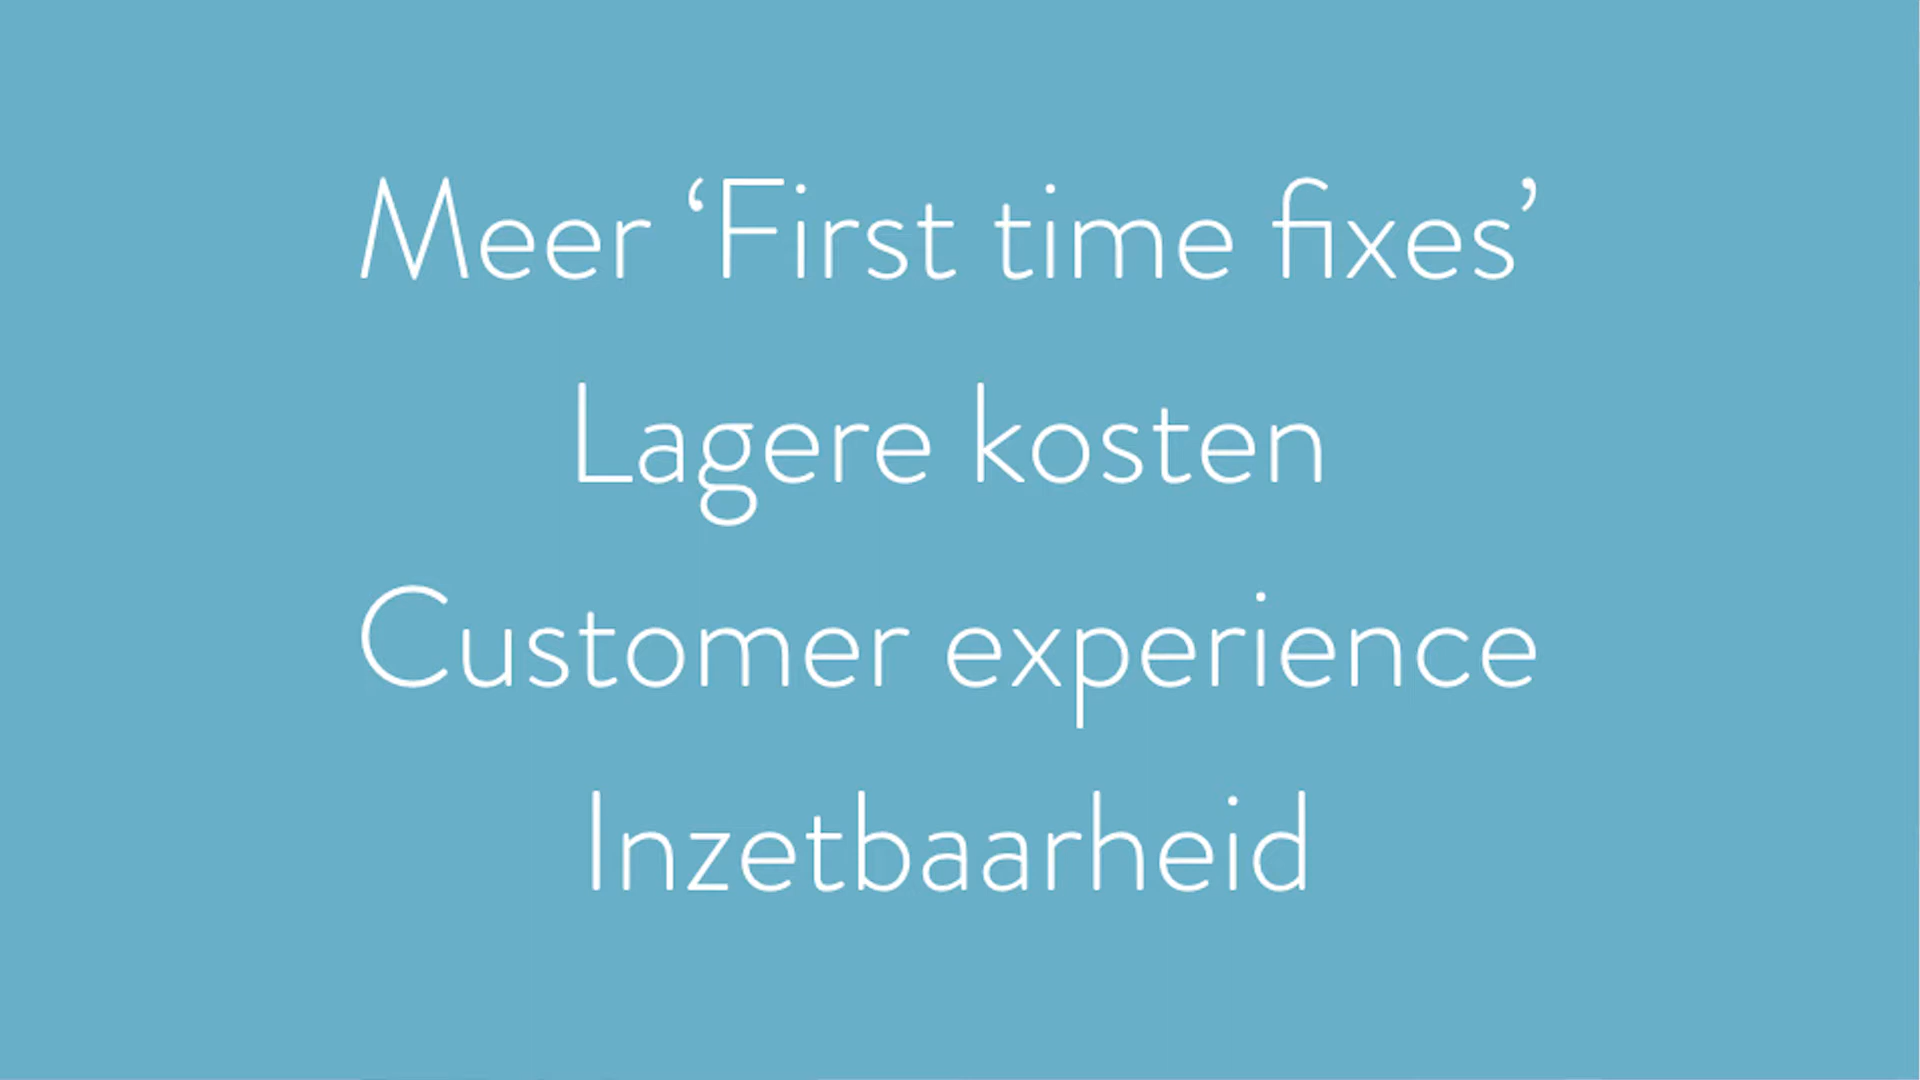 Meer ‘First time fixes’
Lagere kosten
Customer experience
Inzetbaarheid